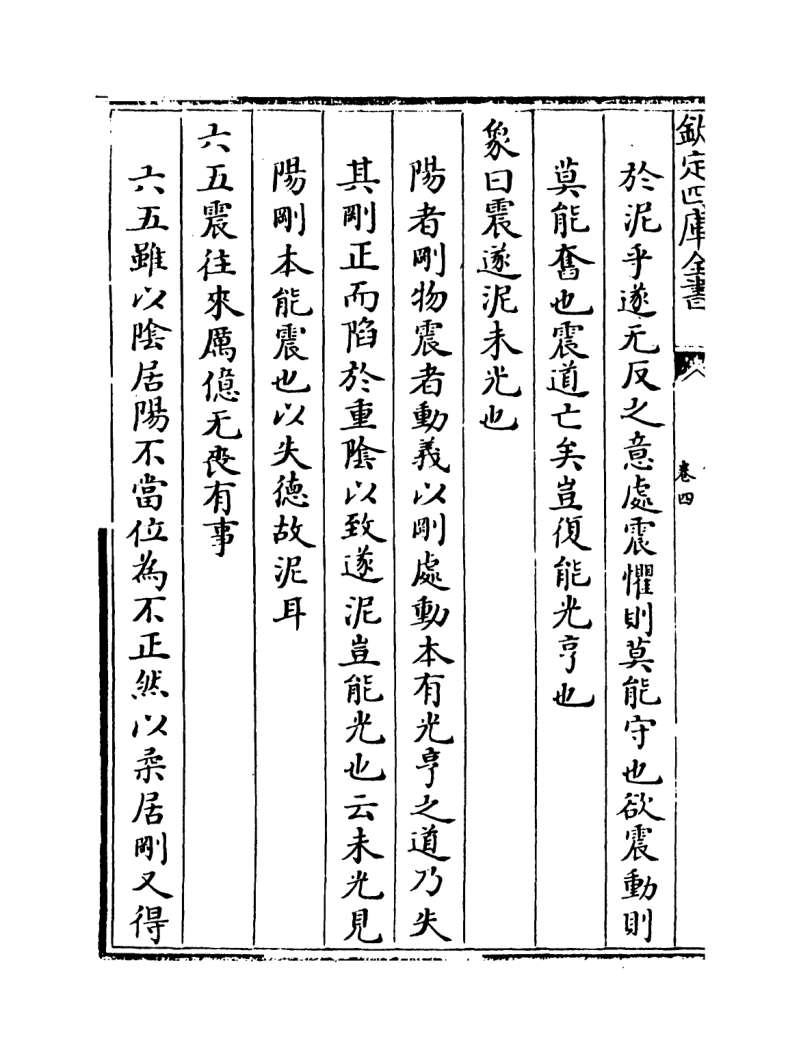 欽定四庫全書
卷四
於泥乎遂无反之意處震懼則莫能守也欲震動則
莫能奮也震道亡矣豈復能光亨也
象曰震遂泥未光也
陽者剛物震者動義以剛處動本有光亨之道乃失
其剛正而陷於重陰以致遂泥豈能光也云未光見
陽剛本能震也以失德故泥耳
六五震往來厲億无喪有事
六五雖以陰居陽不當位為不正然以柔居剛又得